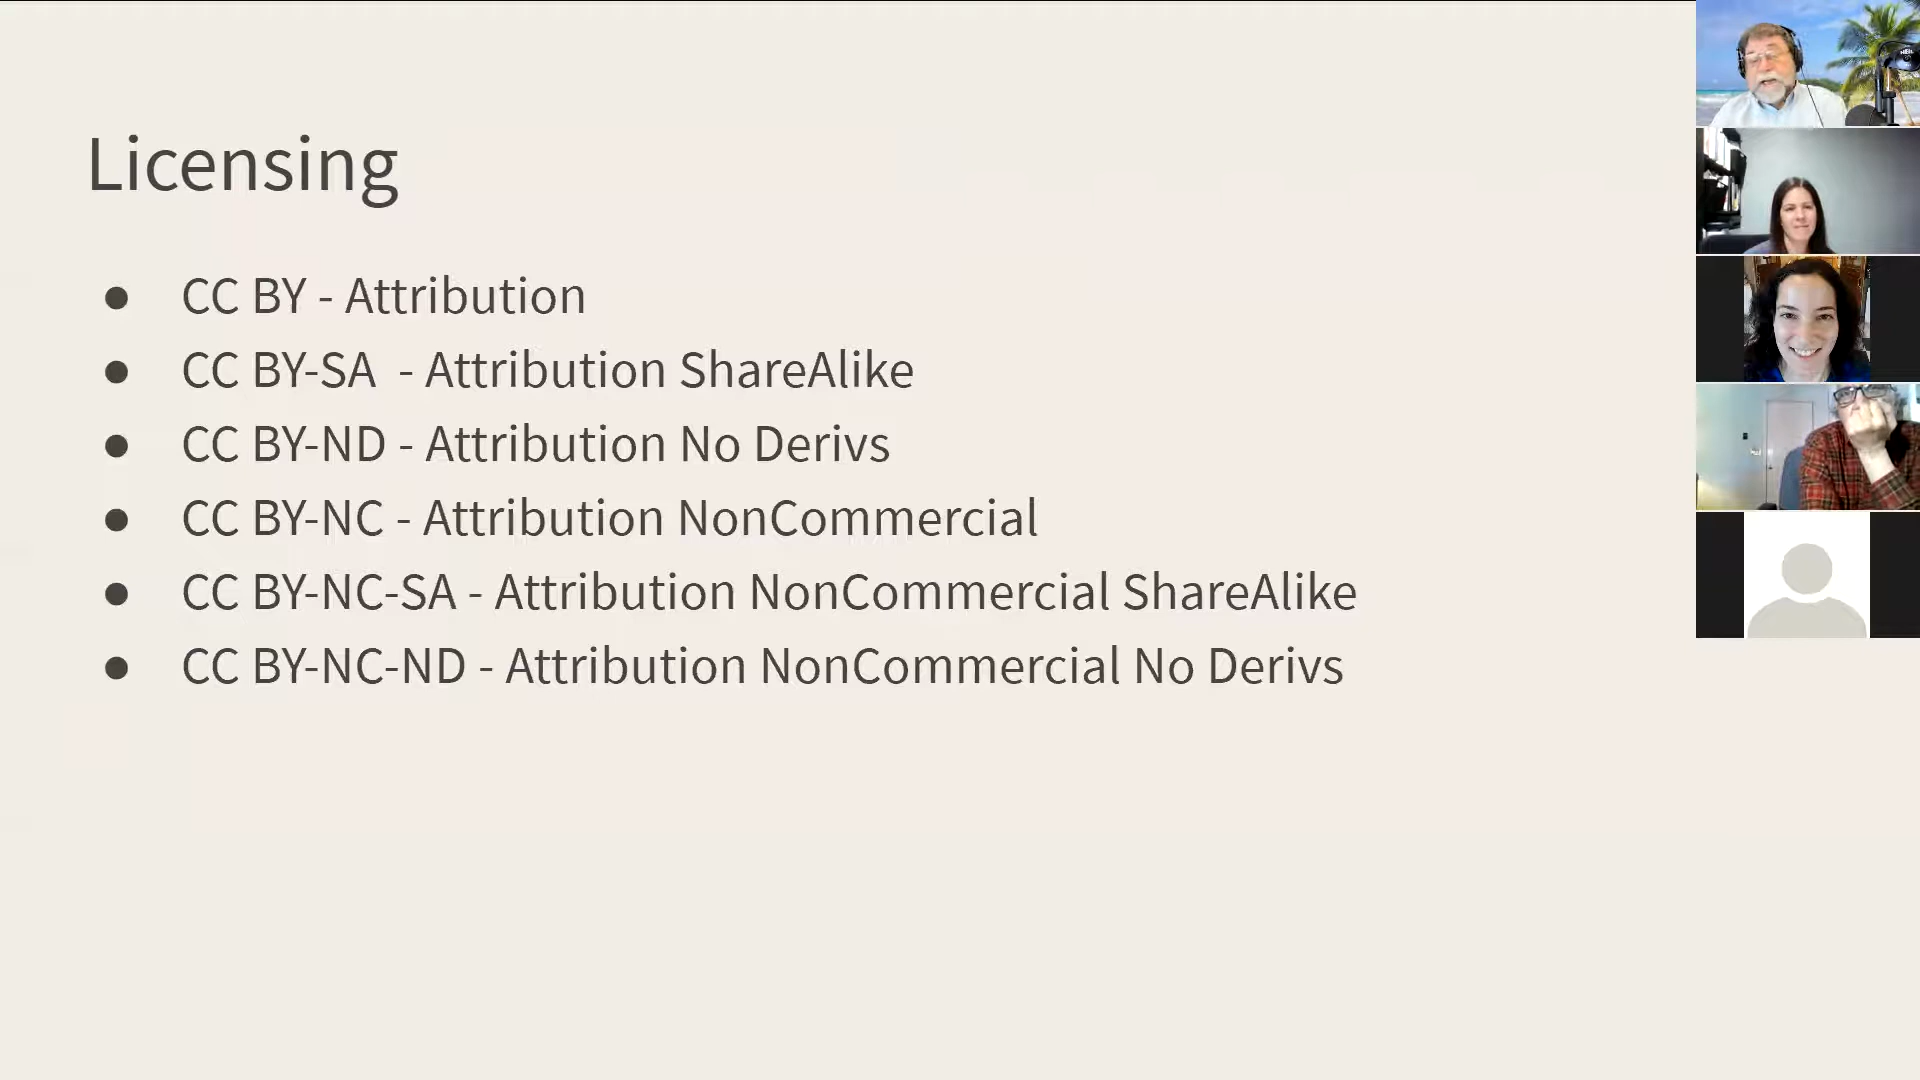 Licensing
● CC BY - Attribution
● CC BY-SA - Attribution ShareAlike
● CC BY-ND - Attribution No Derivs
● CC BY-NC - Attribution NonCommercial
● CC BY-NC-SA - Attribution NonCommercial ShareAlike
● CC BY-NC-ND - Attribution NonCommercial No Derivs